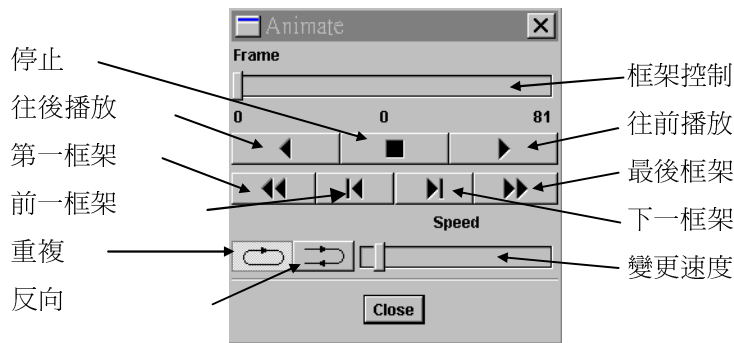 停止
往後播放
第一框架
前一框架
重複
反向
Animate
Frame
0 0 81
Speed
Close
框架控制
往前播放
最後框架
下一框架
變更速度